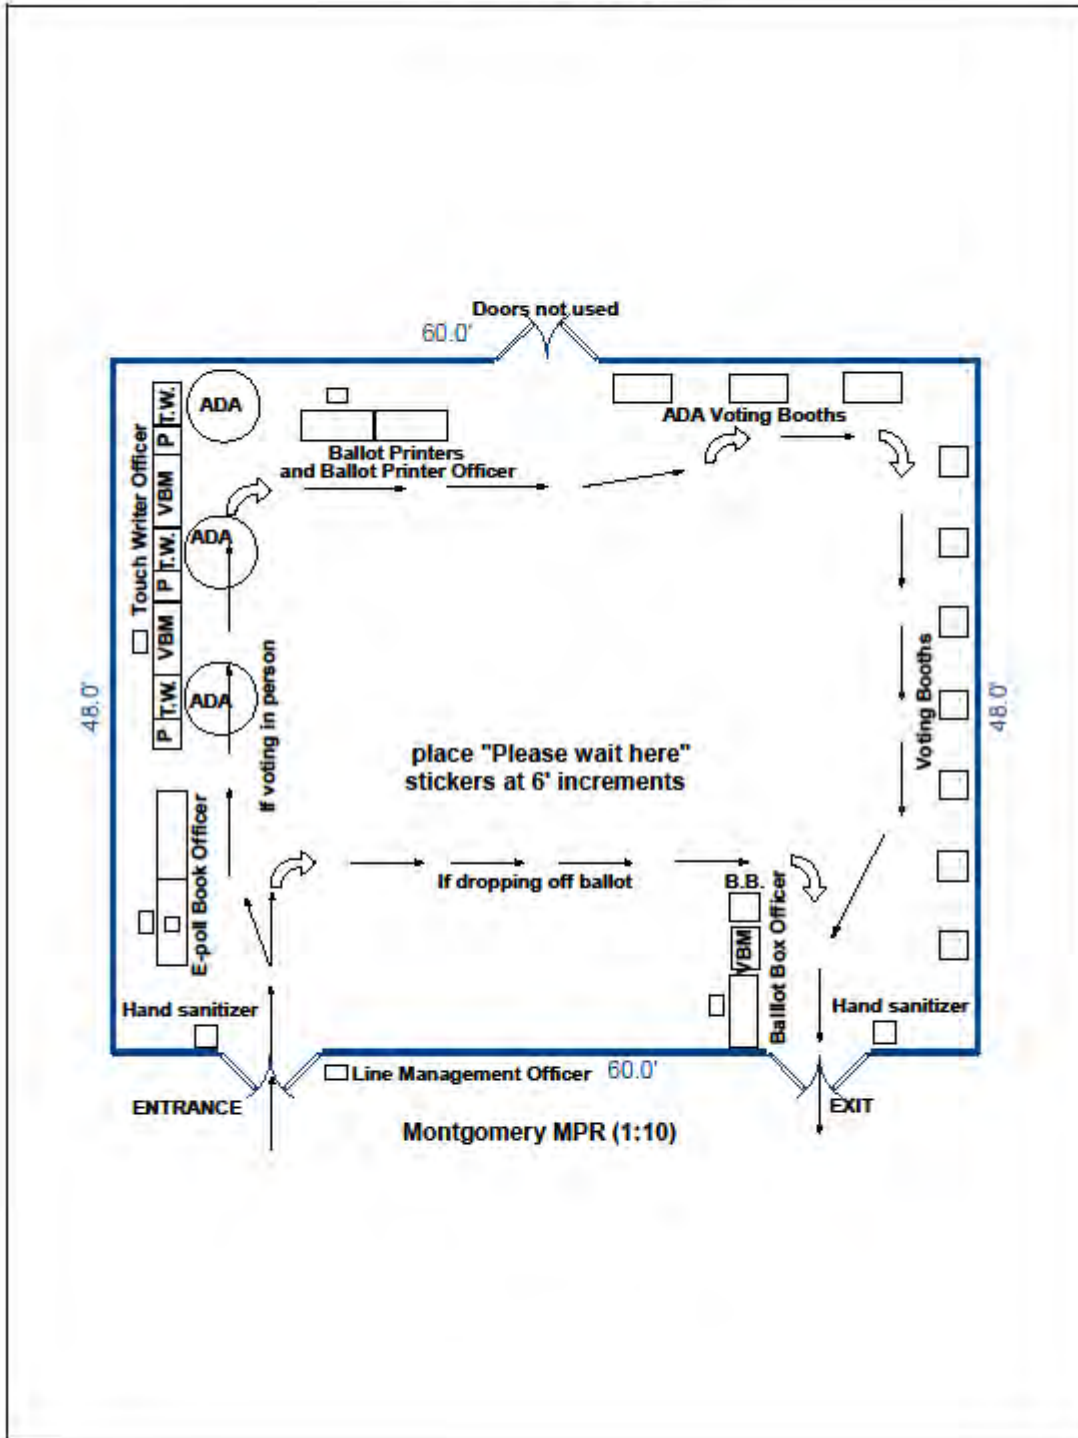 Doors not used
60.0'
ADA
T.W.
P
VBM
T.W.
P
VBM
T.W.
P
Touch Writer Officer
ADA
ADA
Ballot Printers
and Ballot Printer Officer
ADA Voting Booths
If voting in person
48.0'
48.0'
Voting Booths
place "Please wait here"
stickers at 6' increments
E-poll Book Officer
If dropping off ballot
B.B.
VBM
Balllot Box Officer
Hand sanitizer
Hand sanitizer
Line Management Officer
60.0'
ENTRANCE
EXIT
Montgomery MPR (1:10)